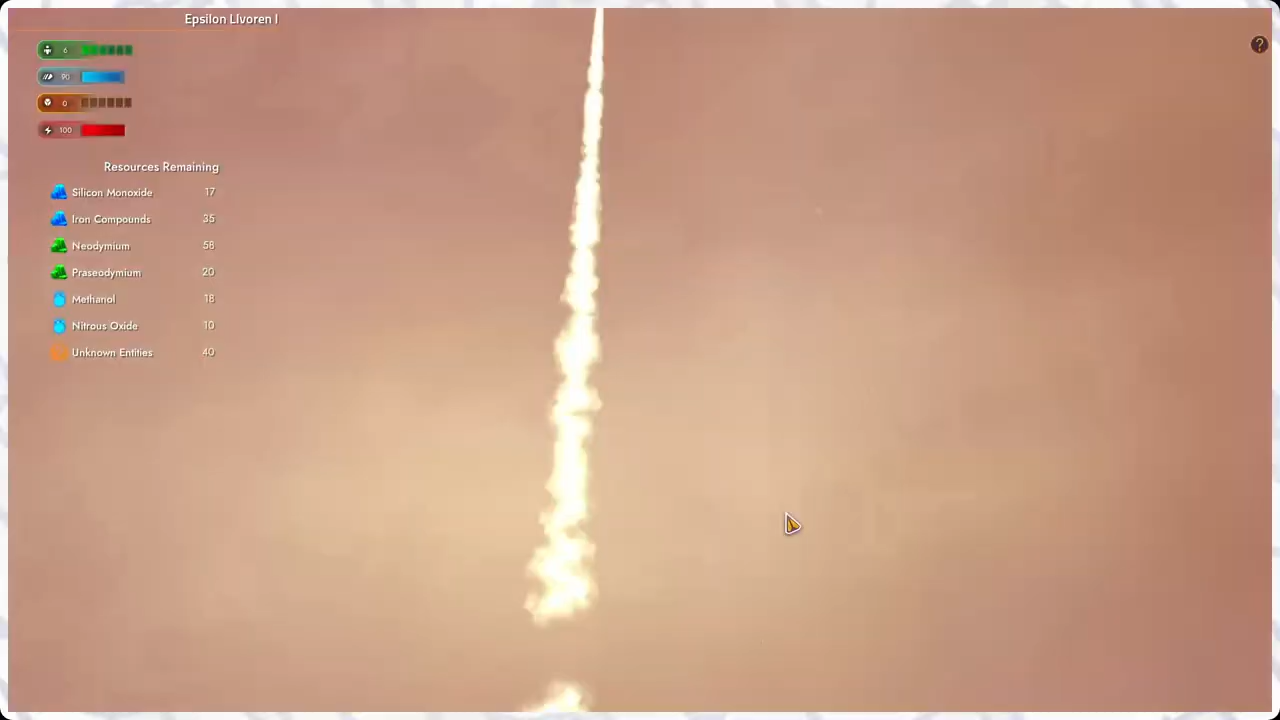 Epsilon LIvoren I
?
6
90
0
100
Resources Remaining
Silicon Monoxide 17
Iron Compounds 35
Neodymium 58
Praseodymium 20
Methanol 18
Nitrous Oxide 10
Unknown Entities 40